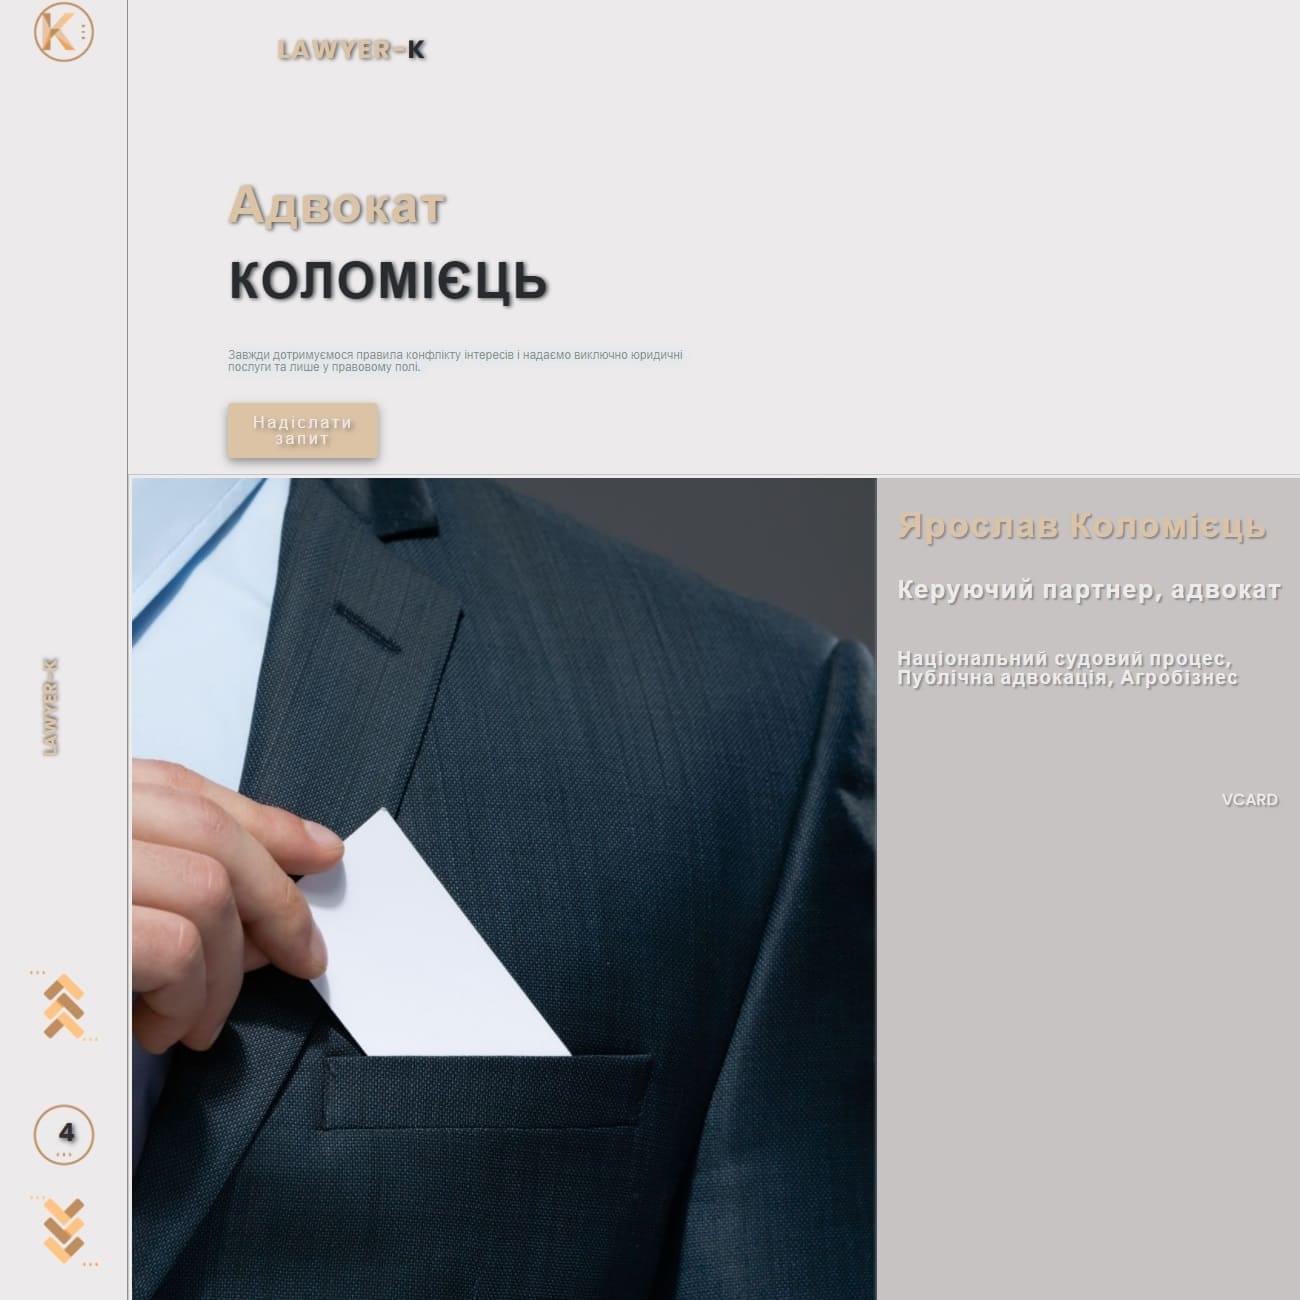 K
LAWYER-K
Адвокат
КОЛОМІЄЦЬ
Завжди дотримуємося правила конфлікту інтересів і надаємо виключно юридичні
послуги та лише у правовому полі.
Надіслати
запит
Ярослав Коломієць
Керуючий партнер, адвокат
Національний судовий процес,
Публічна адвокація, Агробізнес
VCARD
LAWYER-K
4